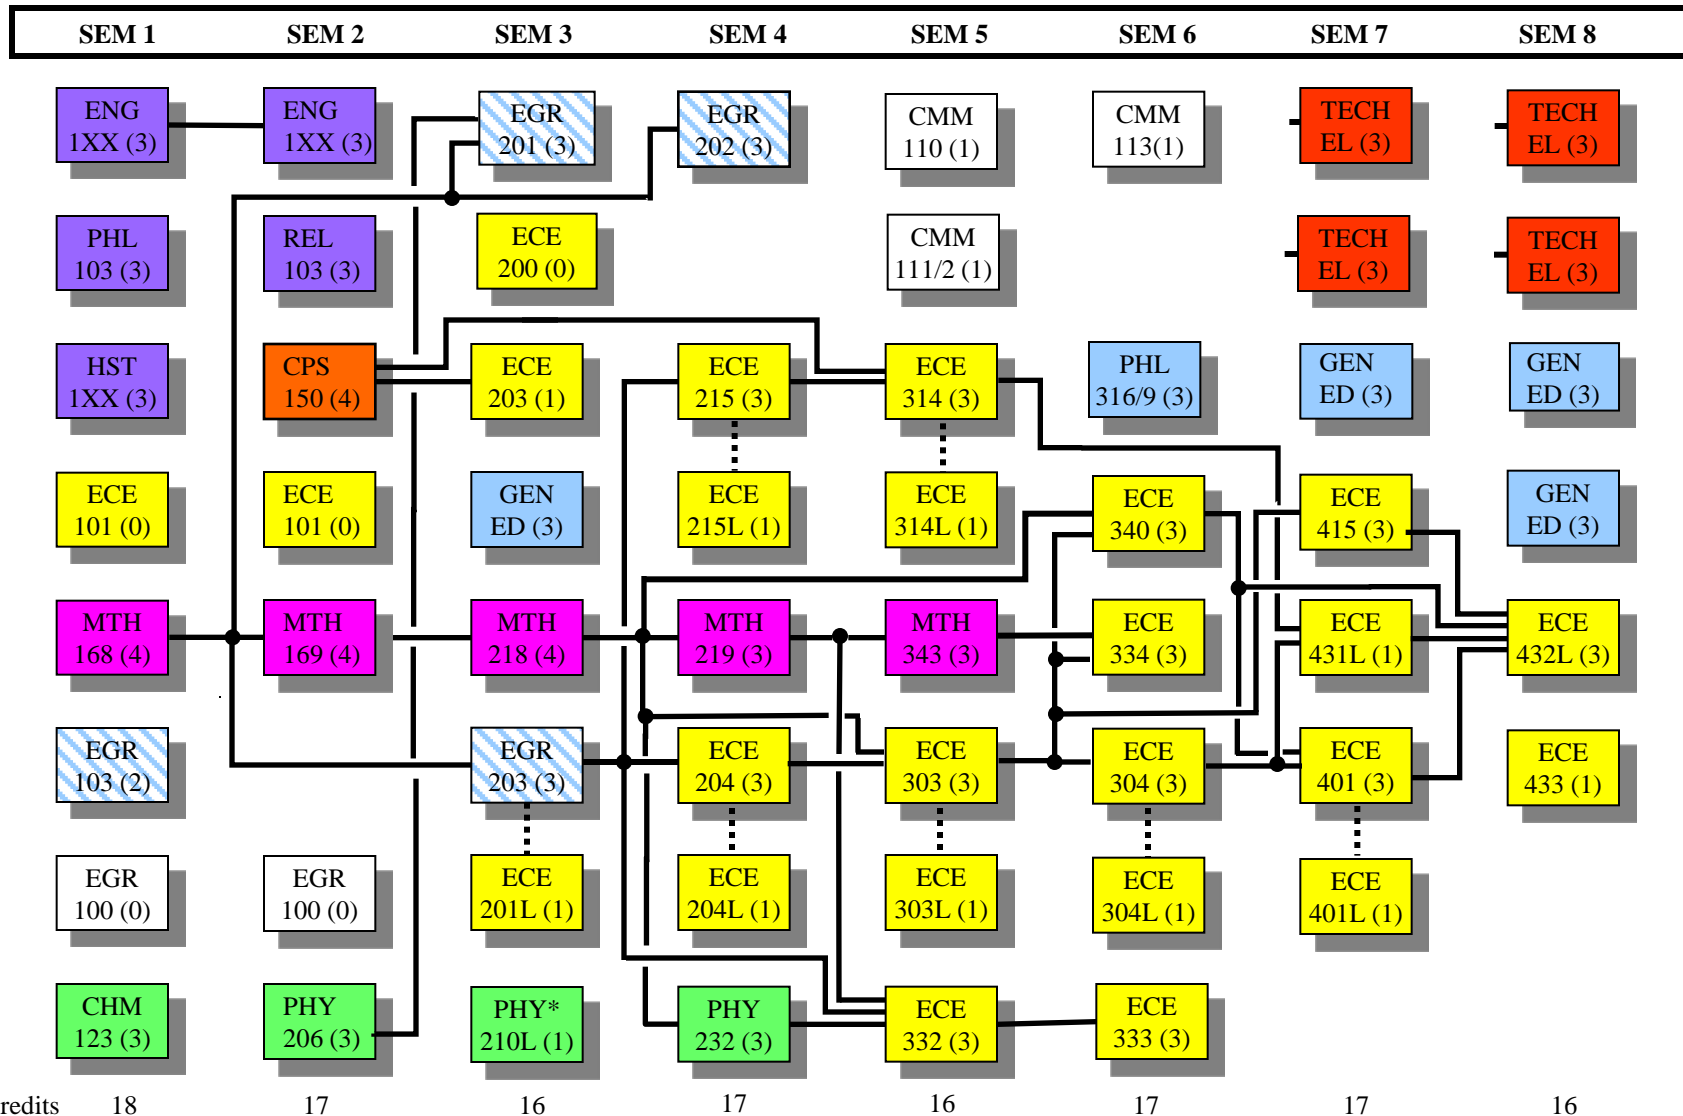 SEM 1 SEM 2 SEM 3 SEM 4 SEM 5 SEM 6 SEM 7 SEM 8
ENG ENG EGR EGR CMM CMM TECH TECH
1XX (3) 1XX (3) 201 (3) 202 (3) 110 (1) 113(1) EL (3) EL (3)
PHL REL ECE CMM TECH TECH
103 (3) 103 (3) 200 (0) 111/2 (1) EL (3) EL (3)
HST CPS ECE ECE ECE PHL GEN GEN
1XX (3) 150 (4) 203 (1) 215 (3) 314 (3) 316/9 (3) ED (3) ED (3)
ECE ECE GEN ECE ECE ECE ECE GEN
101 (0) 101 (0) ED (3) 215L (1) 314L (1) 340 (3) 415 (3) ED (3)
MTH MTH MTH MTH MTH ECE ECE ECE
168 (4) 169 (4) 218 (4) 219 (3) 343 (3) 334 (3) 431L (1) 432L (3)
EGR EGR ECE ECE ECE ECE ECE
103 (2) 203 (3) 204 (3) 303 (3) 304 (3) 401 (3) 433 (1)
EGR EGR ECE ECE ECE ECE ECE
100 (0) 100 (0) 201L (1) 204L (1) 303L (1) 304L (1) 401L (1)
CHM PHY PHY* PHY ECE ECE
123 (3) 206 (3) 210L (1) 232 (3) 332 (3) 333 (3)
redits 18 17 16 17 16 17 17 16